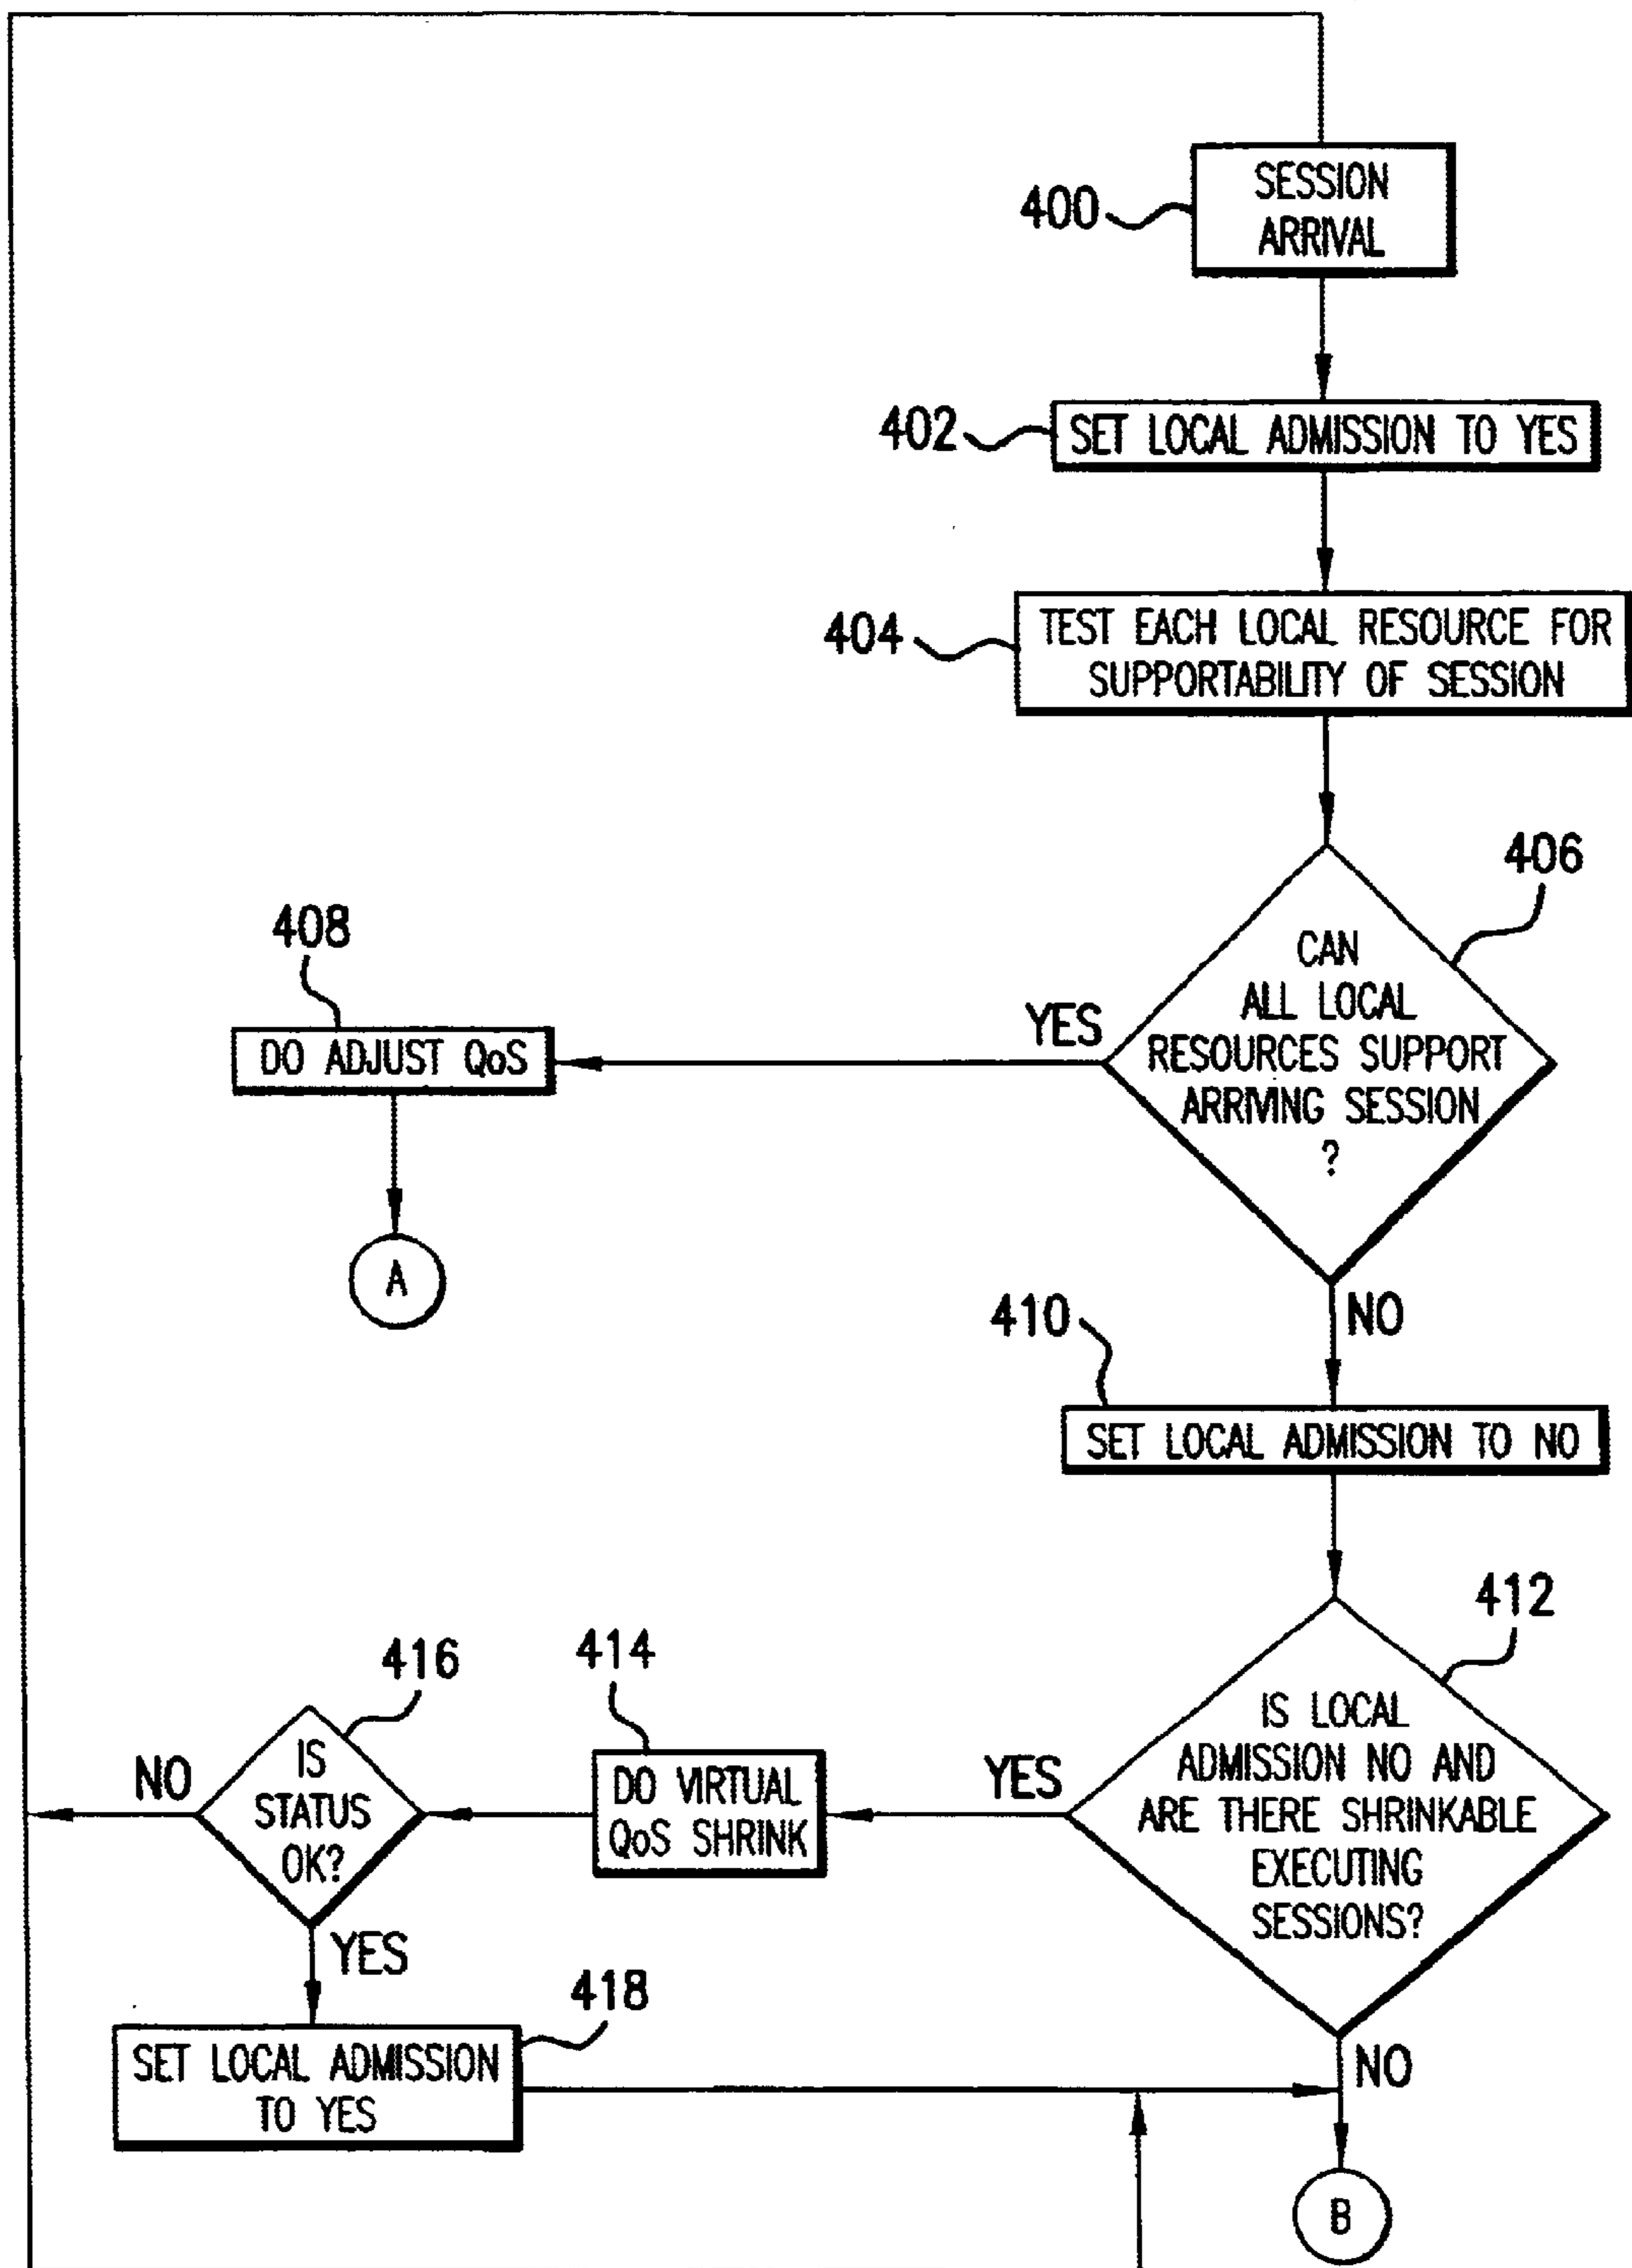 400
SESSION
ARRIVAL
402
SET LOCAL ADMISSION TO YES
404
TEST EACH LOCAL RESOURCE FOR
SUPPORTABILITY OF SESSION
406
CAN
ALL LOCAL
RESOURCES SUPPORT
ARRIVING SESSION
?
YES
408
DO ADJUST QoS
A
NO
410
SET LOCAL ADMISSION TO NO
412
IS LOCAL
ADMISSION NO AND
ARE THERE SHRINKABLE
EXECUTING
SESSIONS?
YES
414
DO VIRTUAL
QoS SHRINK
416
IS
STATUS
OK?
NO
YES
418
SET LOCAL ADMISSION
TO YES
NO
B